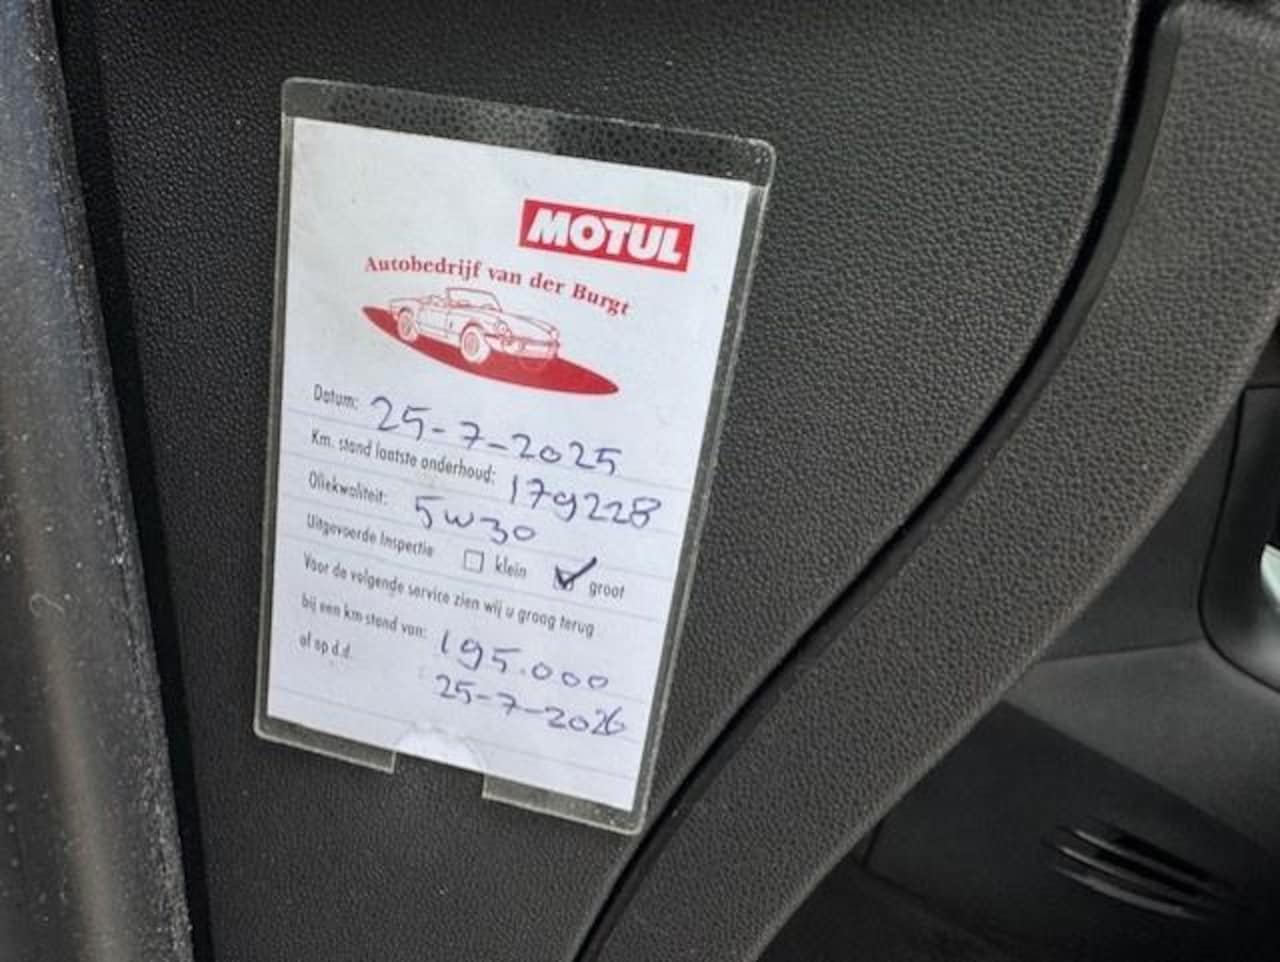 MOTUL
Autobedrijf van der Burgt
Datum: 25-7-2025
Km. stand laatste onderhoud: 179228
Oliekwaliteit: 5w30
Uitgevoerde Inspectie klein groot
Voor de volgende service zien wij u graag terug
bij een km stand van: 195.000
of op d.d. 25-7-2026